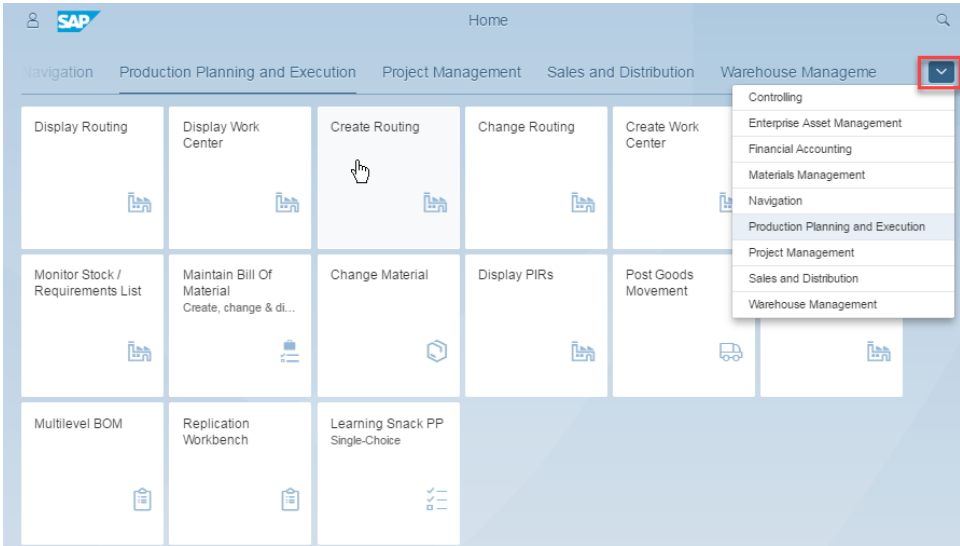 SAP
Home
Navigation
Production Planning and Execution
Project Management
Sales and Distribution
Warehouse Manageme
Controlling
Enterprise Asset Management
Financial Accounting
Materials Management
Navigation
Production Planning and Execution
Project Management
Sales and Distribution
Warehouse Management
Display Routing
Display Work
Center
Create Routing
Change Routing
Create Work
Center
Monitor Stock /
Requirements List
Maintain Bill Of
Material
Create, change & di...
Change Material
Display PIRs
Post Goods
Movement
Multilevel BOM
Replication
Workbench
Learning Snack PP
Single-Choice